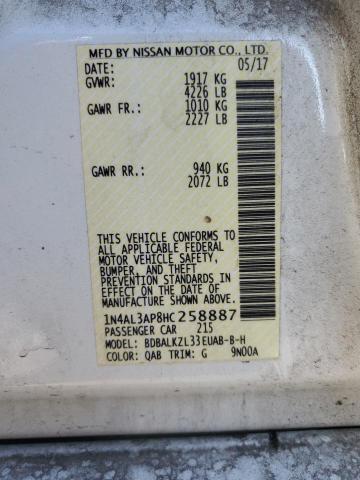 MFD BY NISSAN MOTOR CO., LTD.
DATE: 05/17
GVWR: 1917 KG
4226 LB
GAWR FR.: 1010 KG
2227 LB
GAWR RR.: 940 KG
2072 LB
THIS VEHICLE CONFORMS TO
ALL APPLICABLE FEDERAL
MOTOR VEHICLE SAFETY,
BUMPER, AND THEFT
PREVENTION STANDARDS IN
EFFECT ON THE DATE OF
MANUFACTURE SHOWN ABOVE.
1N4AL3AP8HC258887
PASSENGER CAR 215
MODEL: BDBALKZL33EUAB-B-H
COLOR: QAB TRIM: G 9N00A